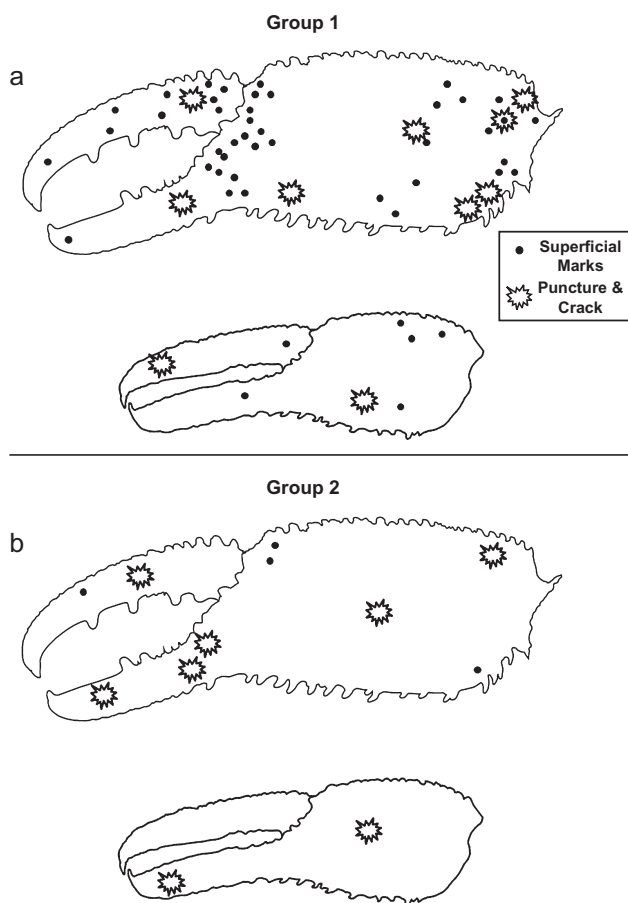 Group 1
a
Superficial
Marks
Puncture &
Crack
Group 2
b